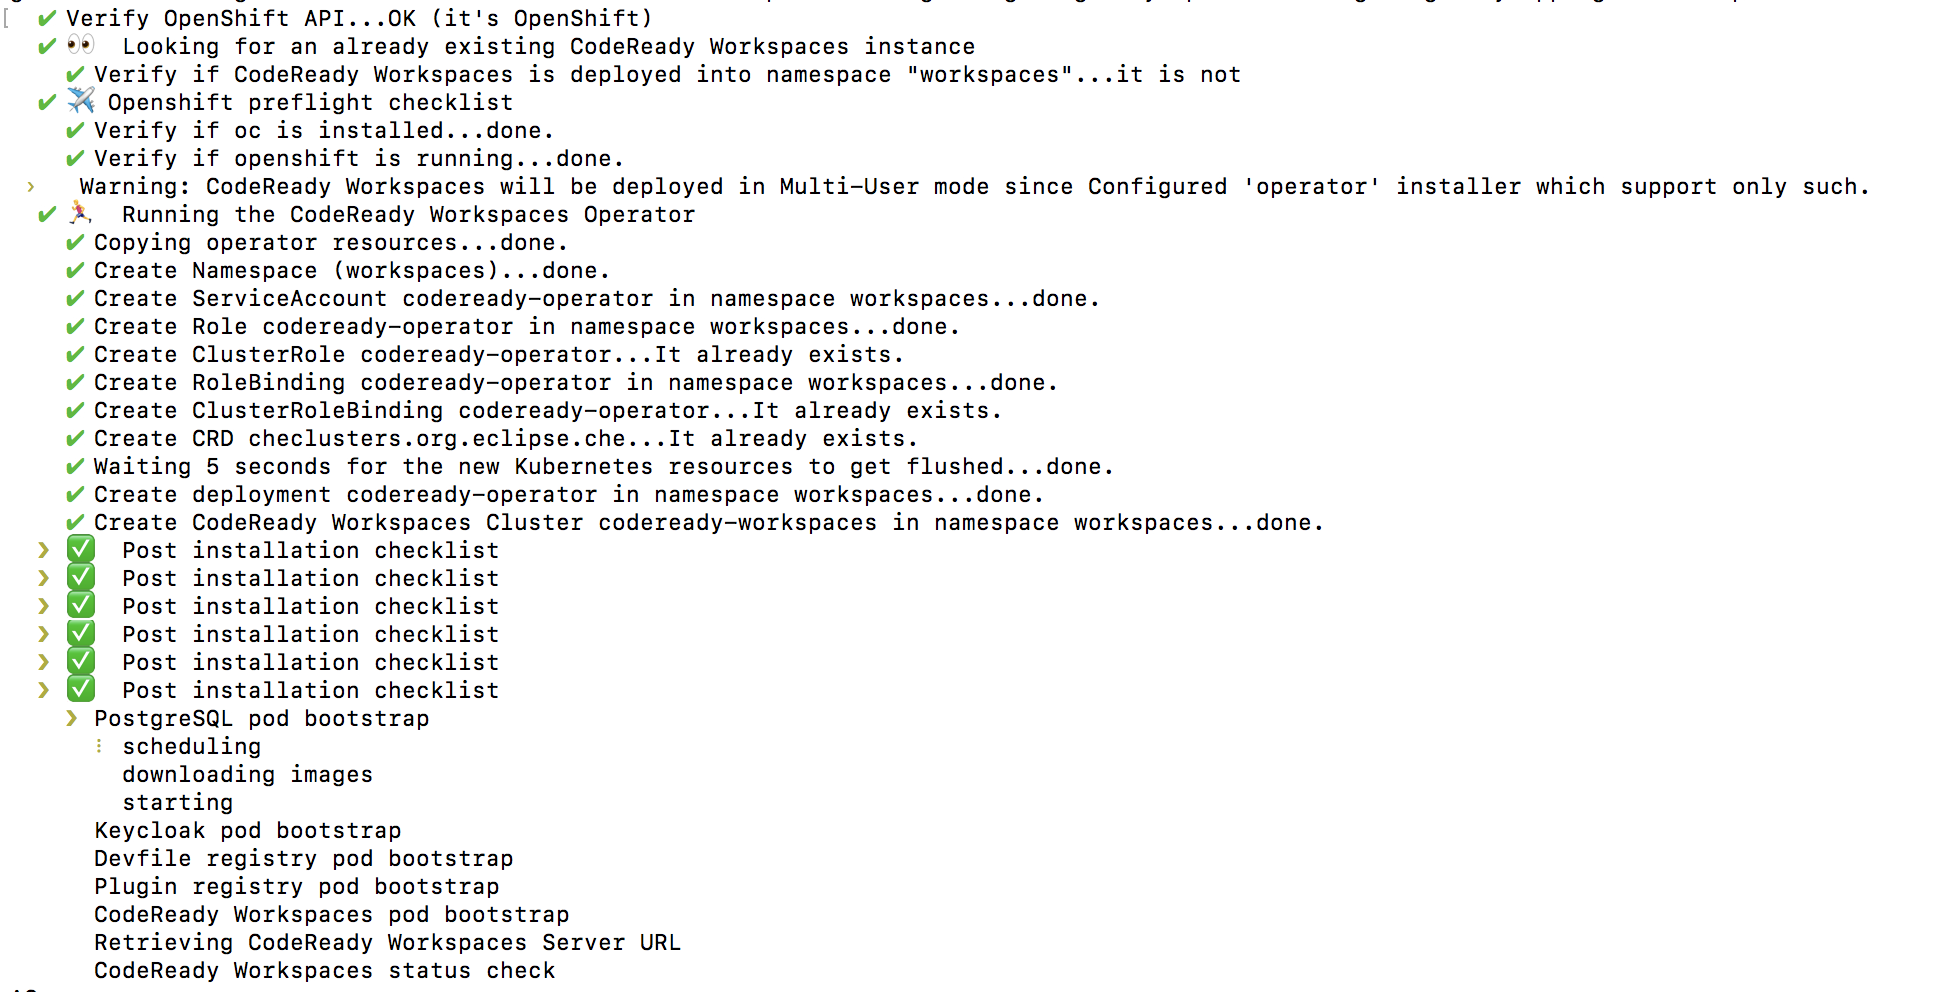 ✔ Verify OpenShift API...OK (it's OpenShift)
✔ 👀 Looking for an already existing CodeReady Workspaces instance
✔ Verify if CodeReady Workspaces is deployed into namespace "workspaces"...it is not
✔ ✈️ Openshift preflight checklist
✔ Verify if oc is installed...done.
✔ Verify if openshift is running...done.
› Warning: CodeReady Workspaces will be deployed in Multi-User mode since Configured 'operator' installer which support only such.
✔ 🏃 Running the CodeReady Workspaces Operator
✔ Copying operator resources...done.
✔ Create Namespace (workspaces)...done.
✔ Create ServiceAccount codeready-operator in namespace workspaces...done.
✔ Create Role codeready-operator in namespace workspaces...done.
✔ Create ClusterRole codeready-operator...It already exists.
✔ Create RoleBinding codeready-operator in namespace workspaces...done.
✔ Create ClusterRoleBinding codeready-operator...It already exists.
✔ Create CRD checlusters.org.eclipse.che...It already exists.
✔ Waiting 5 seconds for the new Kubernetes resources to get flushed...done.
✔ Create deployment codeready-operator in namespace workspaces...done.
✔ Create CodeReady Workspaces Cluster codeready-workspaces in namespace workspaces...done.
❯ ✅ Post installation checklist
❯ ✅ Post installation checklist
❯ ✅ Post installation checklist
❯ ✅ Post installation checklist
❯ ✅ Post installation checklist
❯ ✅ Post installation checklist
❯ PostgreSQL pod bootstrap
⠇ scheduling
downloading images
starting
Keycloak pod bootstrap
Devfile registry pod bootstrap
Plugin registry pod bootstrap
CodeReady Workspaces pod bootstrap
Retrieving CodeReady Workspaces Server URL
CodeReady Workspaces status check